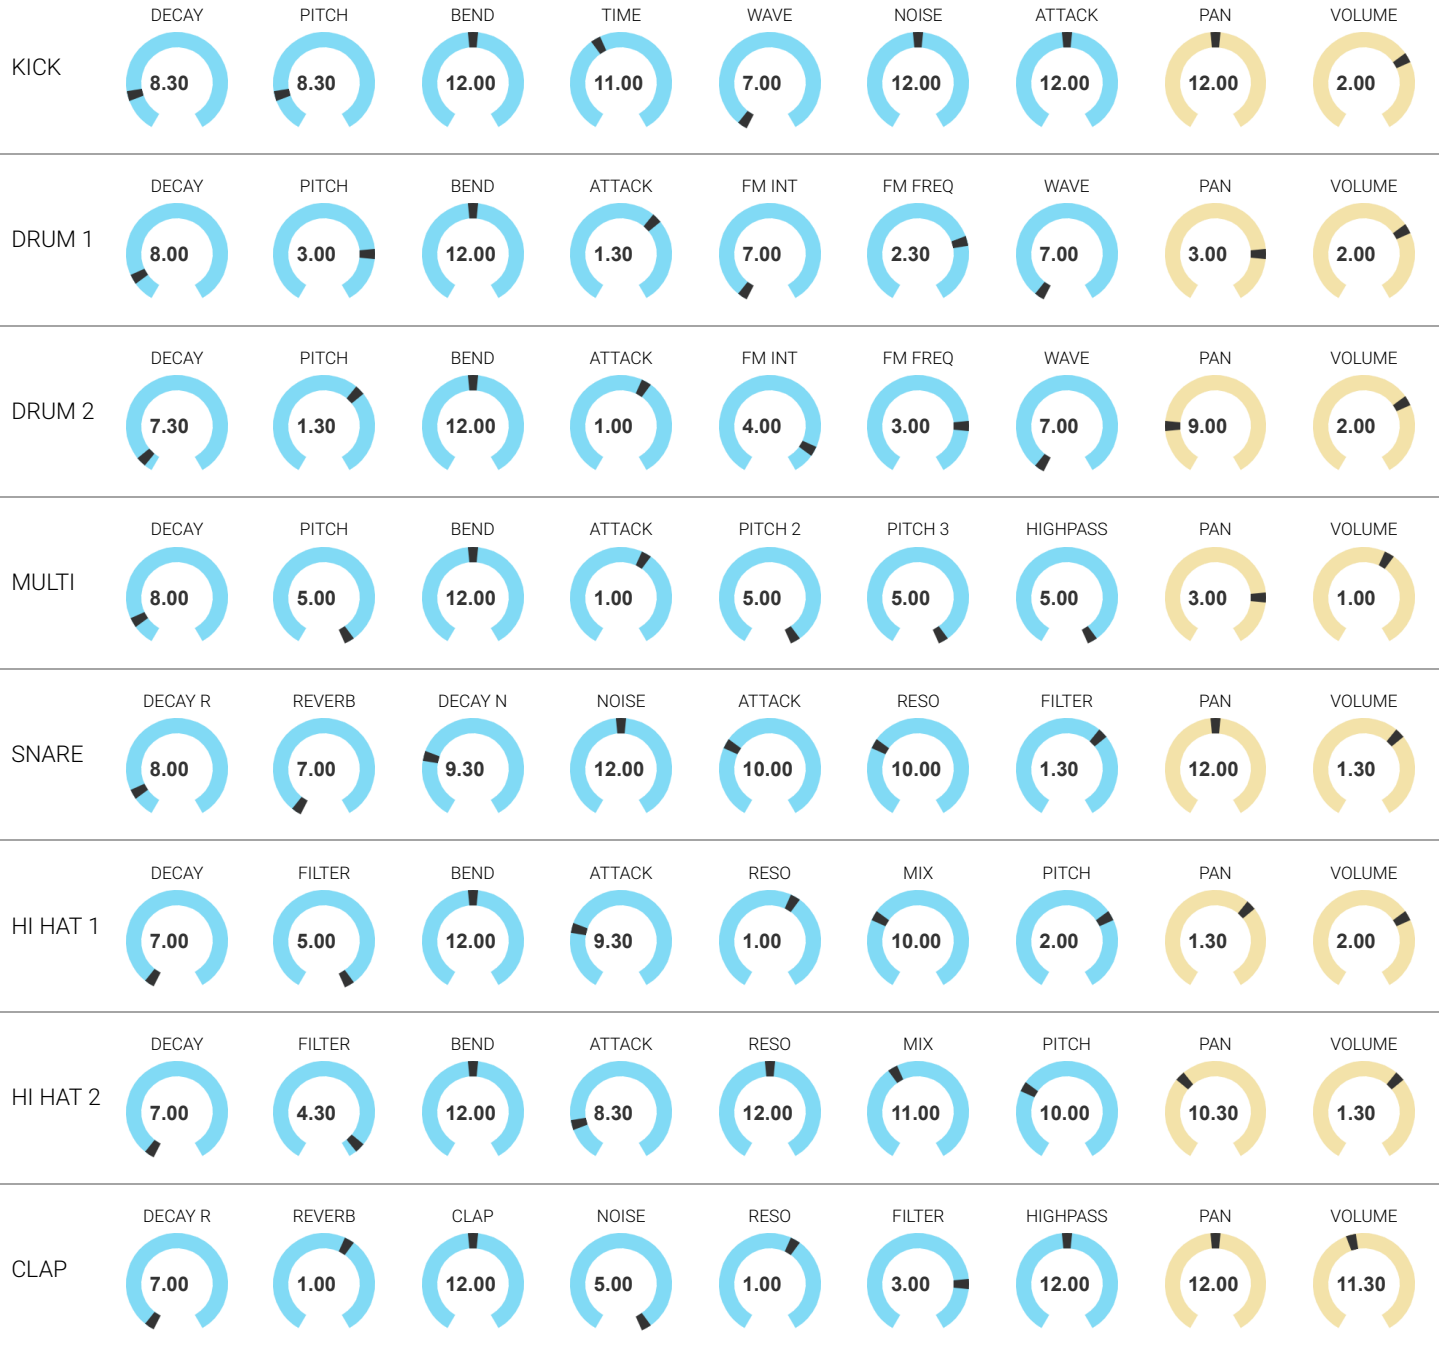 DECAY PITCH BEND TIME WAVE NOISE ATTACK PAN VOLUME
KICK 8.30 8.30 12.00 11.00 7.00 12.00 12.00 12.00 2.00
DECAY PITCH BEND ATTACK FM INT FM FREQ WAVE PAN VOLUME
DRUM 1 8.00 3.00 12.00 1.30 7.00 2.30 7.00 3.00 2.00
DECAY PITCH BEND ATTACK FM INT FM FREQ WAVE PAN VOLUME
DRUM 2 7.30 1.30 12.00 1.00 4.00 3.00 7.00 9.00 2.00
DECAY PITCH BEND ATTACK PITCH 2 PITCH 3 HIGHPASS PAN VOLUME
MULTI 8.00 5.00 12.00 1.00 5.00 5.00 5.00 3.00 1.00
DECAY R REVERB DECAY N NOISE ATTACK RESO FILTER PAN VOLUME
SNARE 8.00 7.00 9.30 12.00 10.00 10.00 1.30 12.00 1.30
DECAY FILTER BEND ATTACK RESO MIX PITCH PAN VOLUME
HI HAT 1 7.00 5.00 12.00 9.30 1.00 10.00 2.00 1.30 2.00
DECAY FILTER BEND ATTACK RESO MIX PITCH PAN VOLUME
HI HAT 2 7.00 4.30 12.00 8.30 12.00 11.00 10.00 10.30 1.30
DECAY R REVERB CLAP NOISE RESO FILTER HIGHPASS PAN VOLUME
CLAP 7.00 1.00 12.00 5.00 1.00 3.00 12.00 12.00 11.30